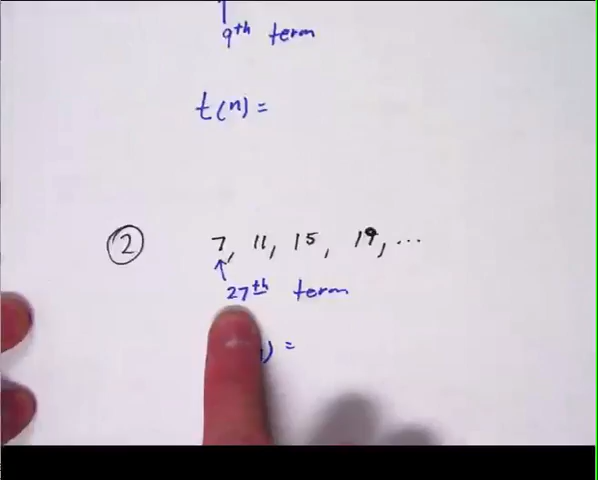 9th term
t(n) =
2 7, 11, 15, 19, ...
27th term
) =